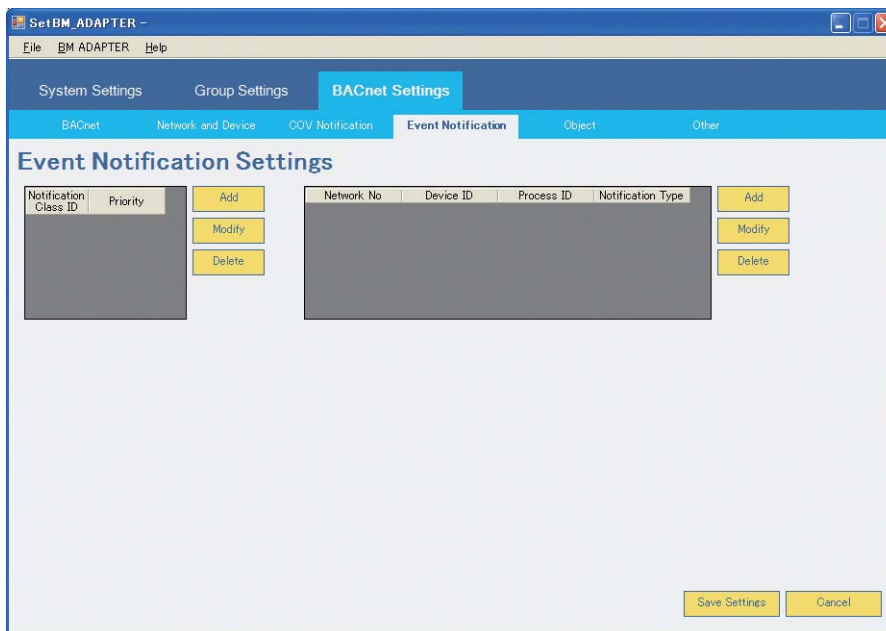 SetBM_ADAPTER -
File BM ADAPTER Help
System Settings Group Settings BACnet Settings
BACnet Network and Device COV Notification Event Notification Object Other
Event Notification Settings
Notification Class ID Priority
Add
Modify
Delete
Network No Device ID Process ID Notification Type
Add
Modify
Delete
Save Settings Cancel